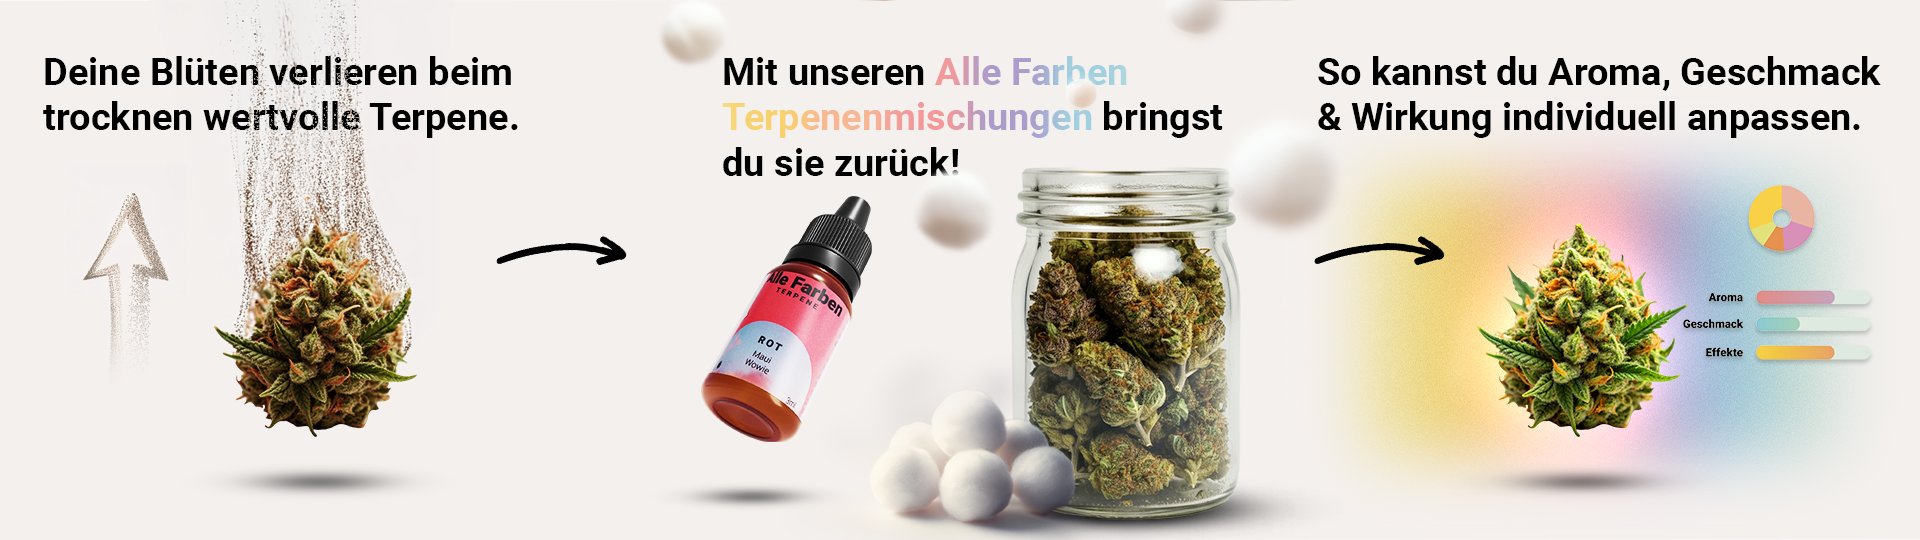 Deine Blüten verlieren beim
trocknen wertvolle Terpene.
Mit unseren Alle Farben
Terpenenmischungen bringst
du sie zurück!
Alle Farben
TERPENE
ROT
Maui
Wowie
3ml
So kannst du Aroma, Geschmack
& Wirkung individuell anpassen.
Aroma
Geschmack
Effekte